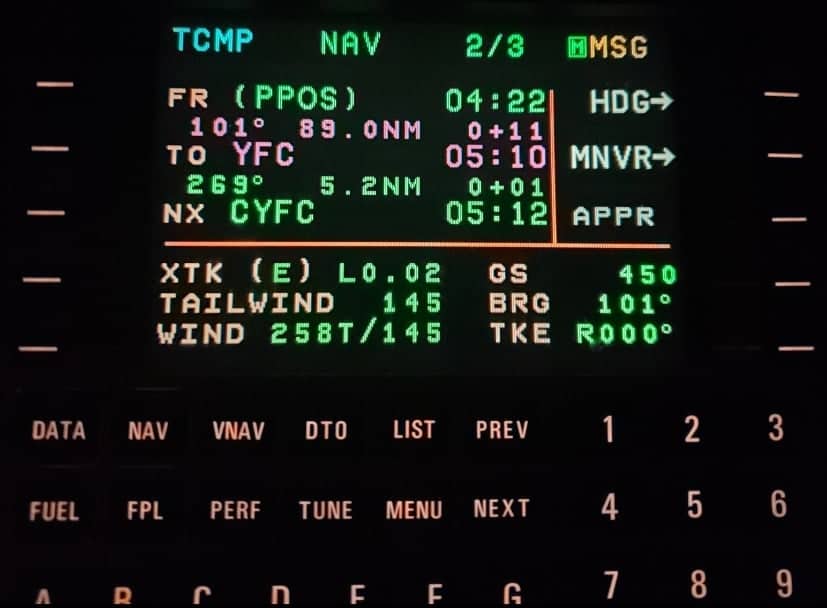 TCMP NAV 2/3 M MSG
FR (PPOS) 04:22 HDG→
101° 89.0NM 0+11
TO YFC 05:10 MNVR→
269° 5.2NM 0+01
NX CYFC 05:12 APPR
XTK (E) L0.02 GS 450
TAILWIND 145 BRG 101°
WIND 258T/145 TKE R000°
DATA NAV VNAV DTO LIST PREV 1 2 3
FUEL FPL PERF TUNE MENU NEXT 4 5 6
A B C D E F G 7 8 9